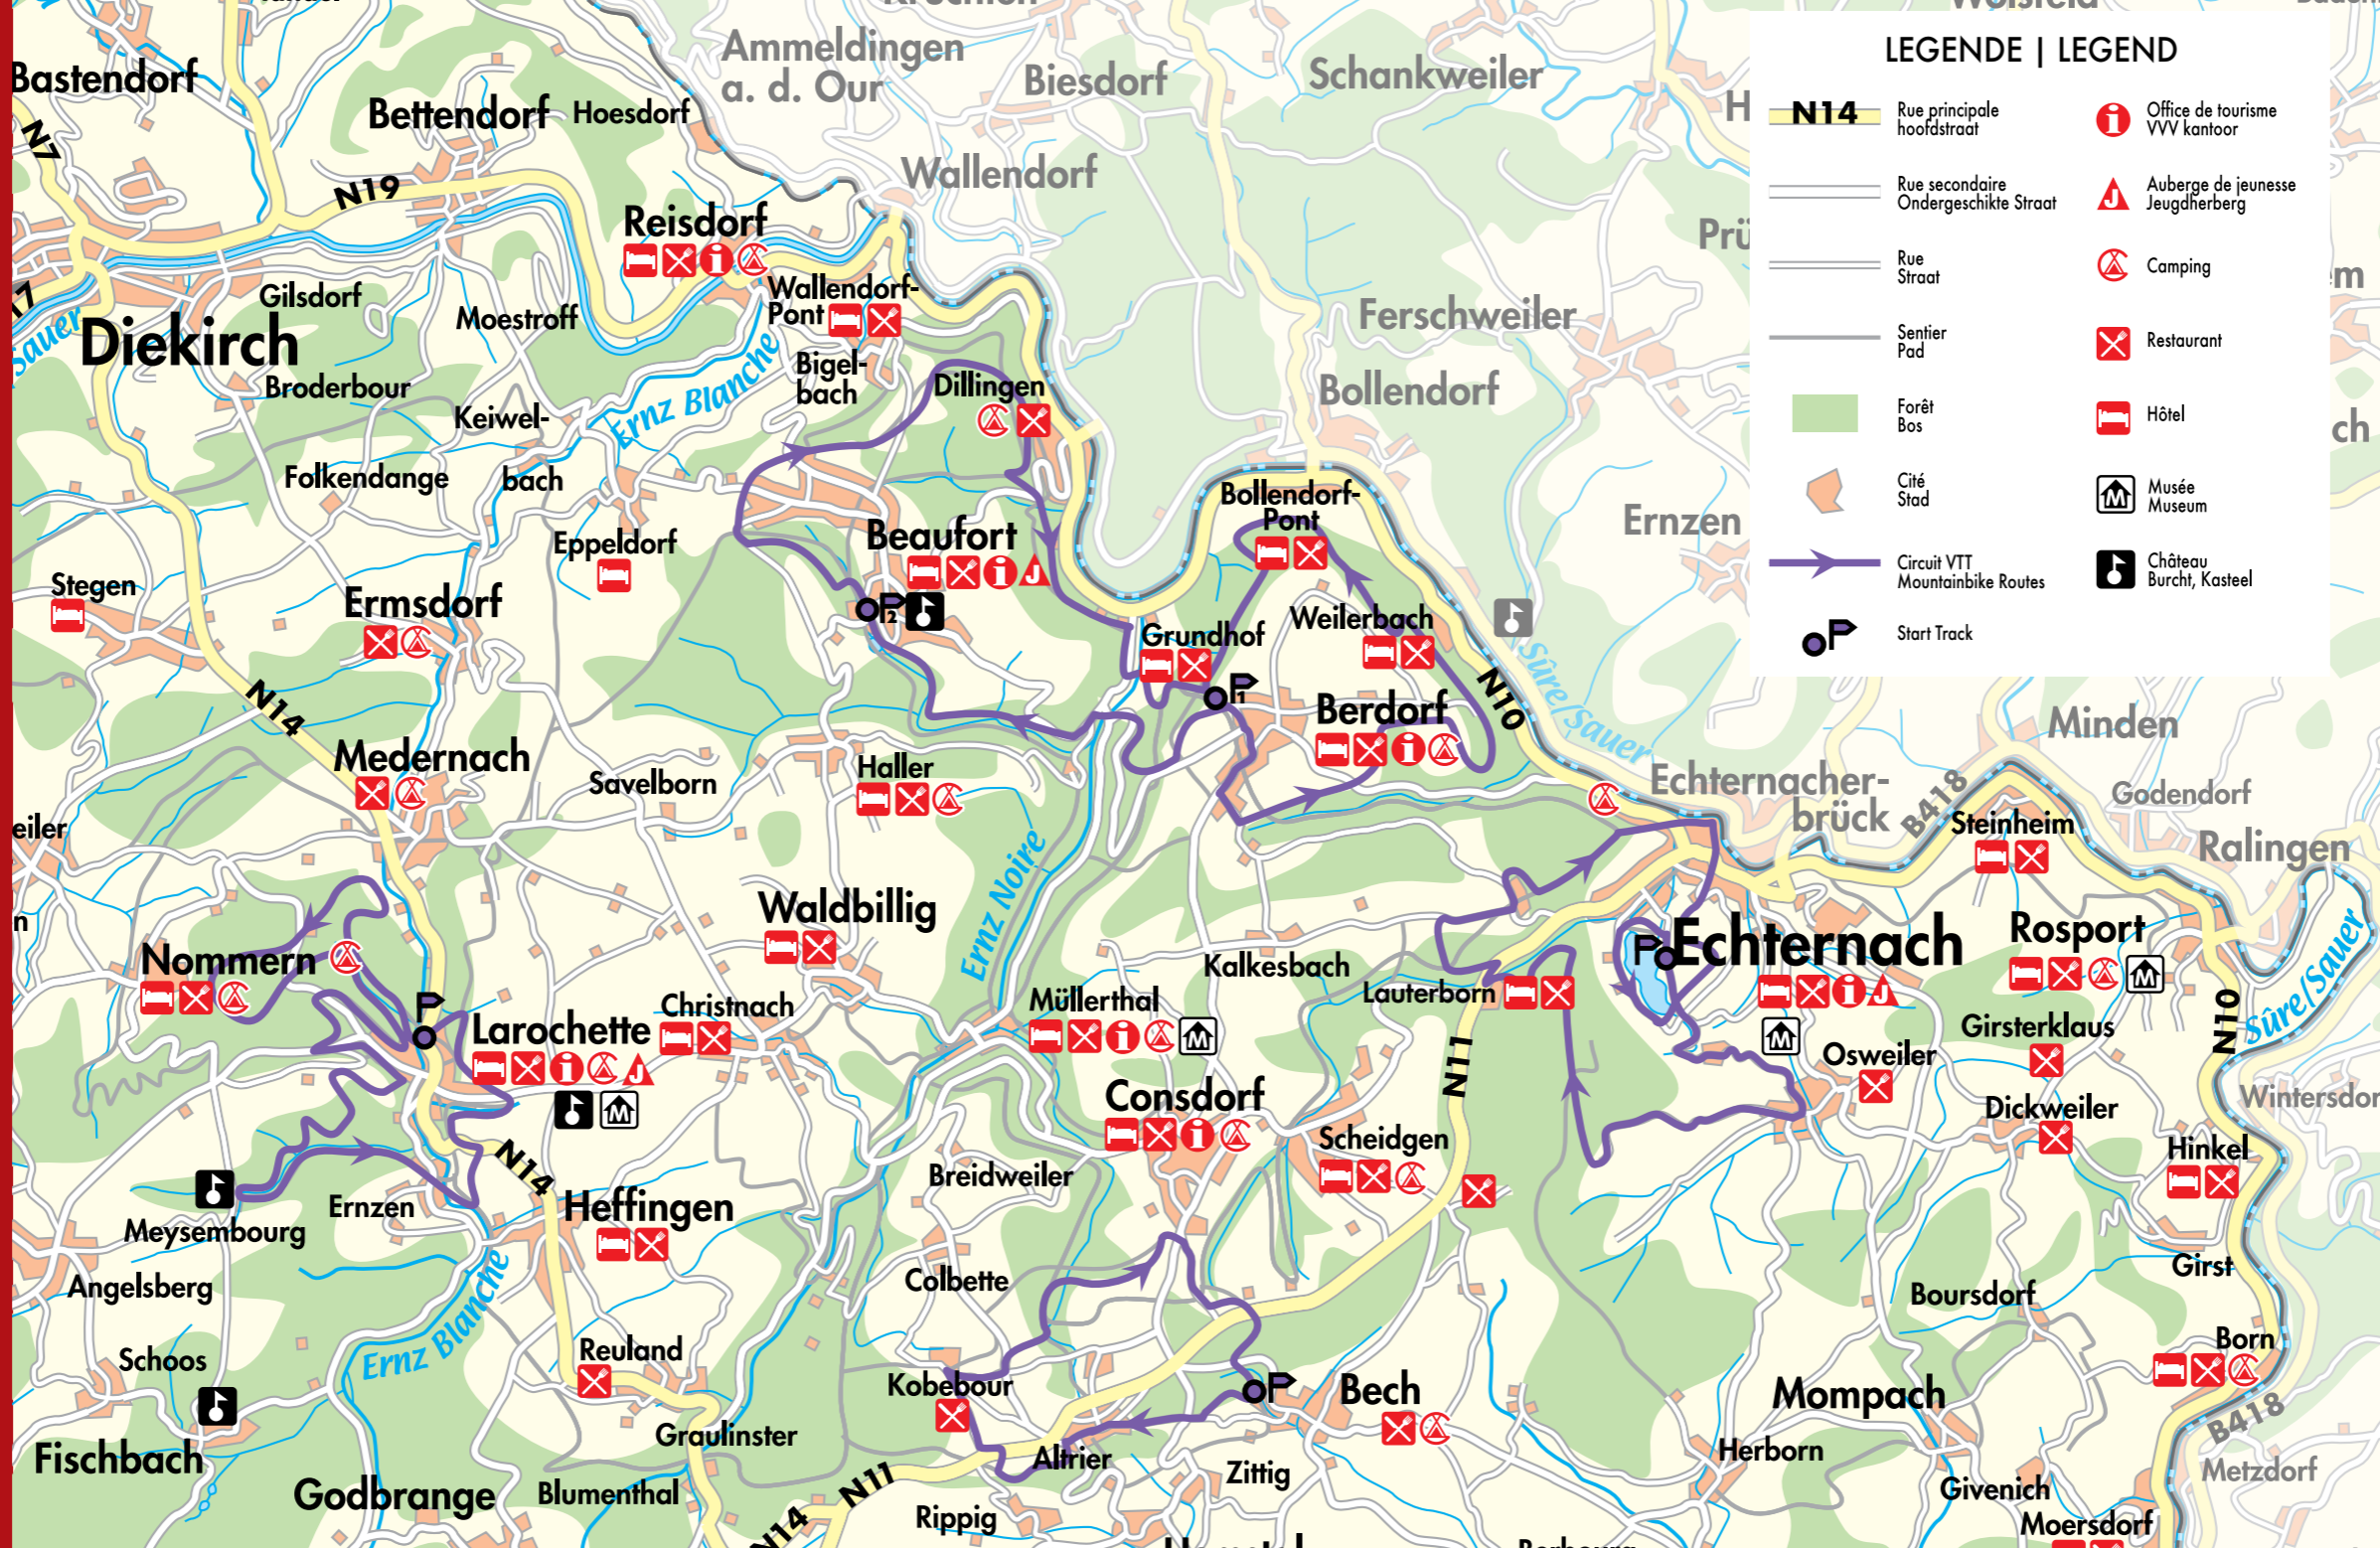 Ammeldingen
a. d. Our
Biesdorf
Schankweiler
Bastendorf
Bettendorf
Hoesdorf
N7
N19
Wallendorf
Reisdorf
Wallendorf-
Pont
Gilsdorf
Moestroff
Diekirch
Sauer
Broderbour
Keiwel-
bach
Ernz Blanche
Bigel-
bach
Dillingen
Ferschweiler
Bollendorf
Folkendange
Eppeldorf
Beaufort
Bollendorf-
Pont
Ernzen
Stegen
Ermsdorf
P2
Grundhof
Weilerbach
P1
Berdorf
N10
Sûre/Sauer
N14
Medernach
Savelborn
Haller
Echternacher-
brück
B418
Minden
Godendorf
Steinheim
Ralingen
Ernz Noire
Waldbillig
Nommern
Kalkesbach
Lauterborn
P
Echternach
Rosport
Sûre/Sauer
N10
P
Larochette
Christnach
Müllerthal
Girsterklaus
Osweiler
N11
Consdorf
Dickweiler
Scheidgen
Hinkel
N14
Breidweiler
Ernzen
Meysembourg
Heffingen
Angelsberg
Ernz Blanche
Colbette
Girst
Boursdorf
Schoos
Reuland
Kobebour
P
Bech
Mompach
Born
B418
Fischbach
Graulinster
Altrier
Zittig
Herborn
Metzdorf
Godbrange
Blumenthal
N11
N14
Rippig
Givenich
Moersdorf
LEGENDE | LEGEND
N14
Rue principale
hoofdstraat
Rue secondaire
Ondergeschikte Straat
Rue
Straat
Sentier
Pad
Forêt
Bos
Cité
Stad
Circuit VTT
Mountainbike Routes
P
Start Track
i
Office de tourisme
VVV kantoor
J
Auberge de jeunesse
Jeugdherberg
Camping
Restaurant
Hôtel
M
Musée
Museum
Château
Burcht, Kasteel